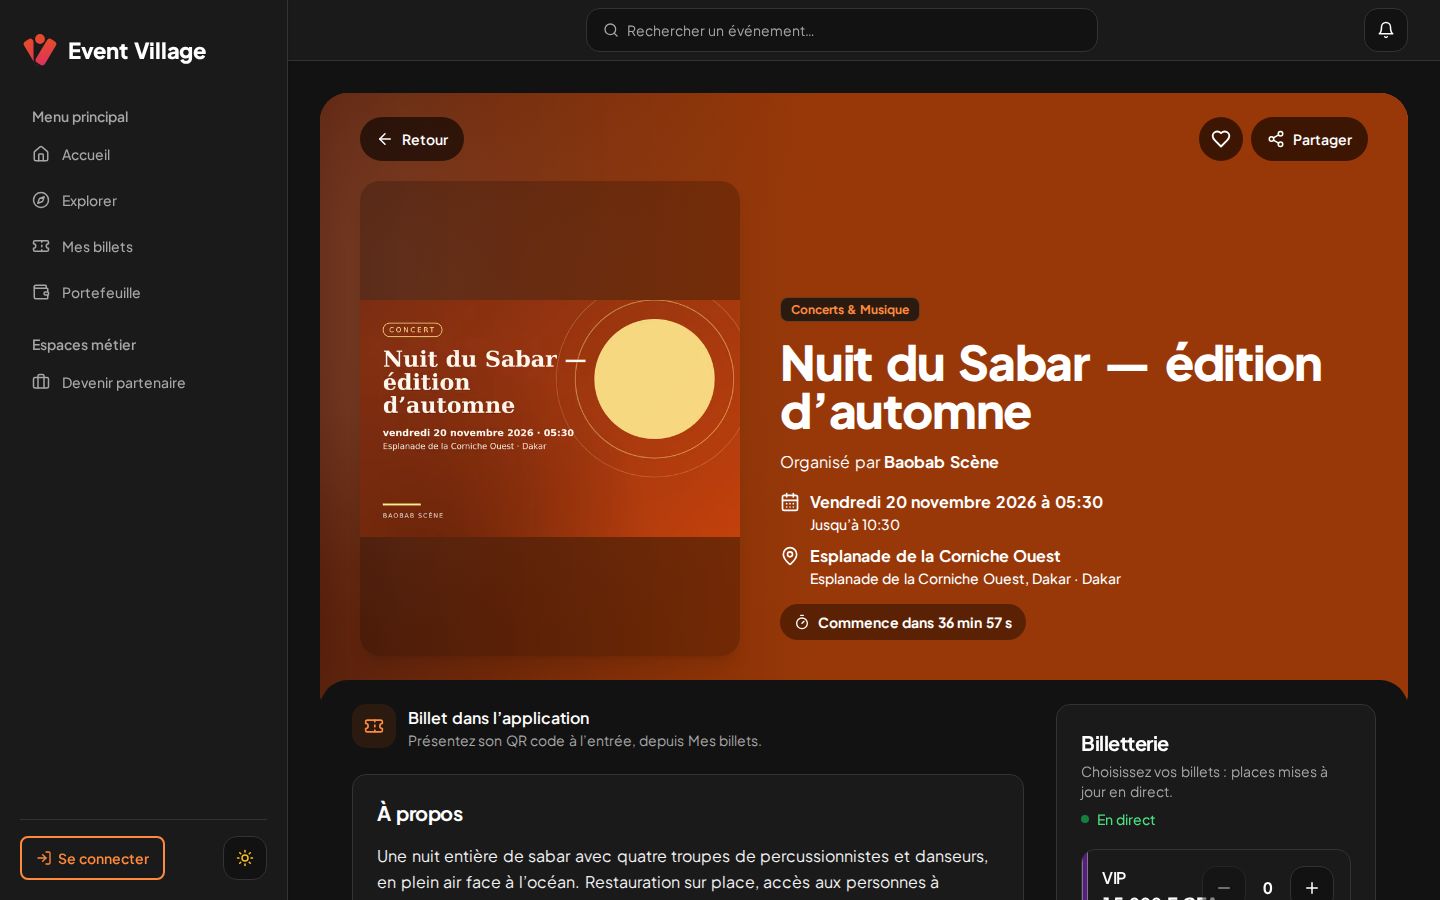 Event Village
Rechercher un événement…
Menu principal
Accueil
Explorer
Mes billets
Portefeuille
Espaces métier
Devenir partenaire
Se connecter
Retour
Partager
CONCERT
Nuit du Sabar —
édition
d’automne
vendredi 20 novembre 2026 · 05:30
Esplanade de la Corniche Ouest · Dakar
BAOBAB SCÈNE
Concerts & Musique
Nuit du Sabar — édition
d’automne
Organisé par Baobab Scène
Vendredi 20 novembre 2026 à 05:30
Jusqu’à 10:30
Esplanade de la Corniche Ouest
Esplanade de la Corniche Ouest, Dakar · Dakar
Commence dans 36 min 57 s
Billet dans l’application
Présentez son QR code à l’entrée, depuis Mes billets.
À propos
Une nuit entière de sabar avec quatre troupes de percussionnistes et danseurs,
en plein air face à l’océan. Restauration sur place, accès aux personnes à
Billetterie
Choisissez vos billets : places mises à
jour en direct.
En direct
VIP
0